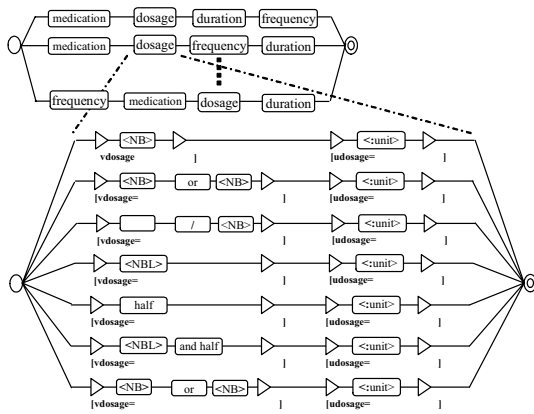 medication dosage duration frequency
medication dosage frequency duration
frequency medication dosage duration
<NB> <:unit>
vdosage ] [udosage= ]
<NB> or <NB> <:unit>
[vdosage= ] [udosage= ]
/ <NB> <:unit>
[vdosage= ] [udosage= ]
<NBL> <:unit>
[vdosage= ] [udosage= ]
half <:unit>
[vdosage= ] [udosage= ]
<NBL> and half <:unit>
[vdosage= ] [udosage= ]
<NB> or <NB> <:unit>
[vdosage= ] [udosage= ]